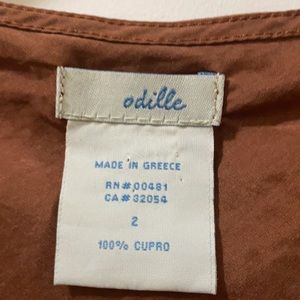 odille
MADE IN GREECE
RN# 00481
CA# 32054
2
100% CUPRO